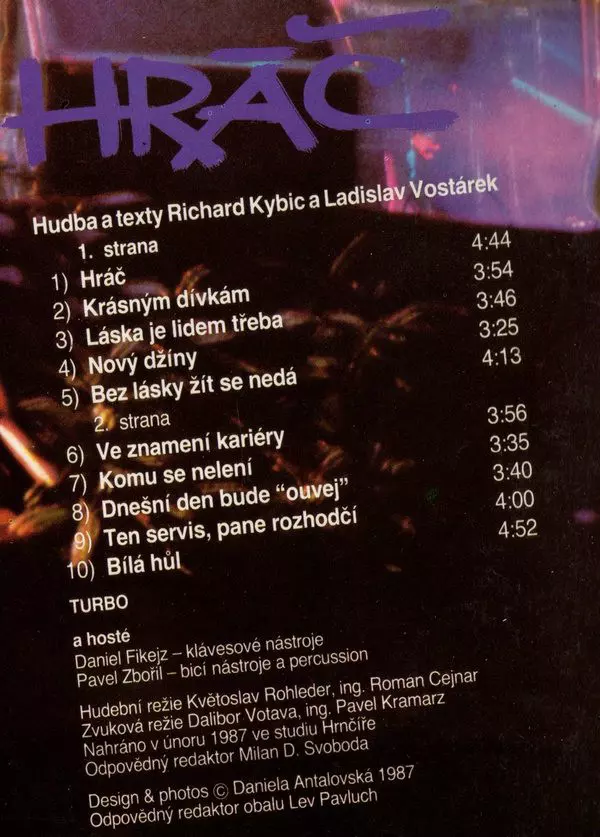 HRÁČ
Hudba a texty Richard Kybic a Ladislav Vostárek
1. strana
1) Hráč 4:44
2) Krásným dívkám 3:54
3) Láska je lidem třeba 3:46
4) Nový džíny 3:25
5) Bez lásky žít se nedá 4:13
2. strana
6) Ve znamení kariéry 3:56
7) Komu se nelení 3:35
8) Dnešní den bude “ouvej” 3:40
9) Ten servis, pane rozhodčí 4:00
10) Bílá hůl 4:52
TURBO
a hosté
Daniel Fikejz – klávesové nástroje
Pavel Zbořil – bicí nástroje a percussion
Hudební režie Květoslav Rohleder, ing. Roman Cejnar
Zvuková režie Dalibor Votava, ing. Pavel Kramarz
Nahráno v únoru 1987 ve studiu Hrnčíře
Odpovědný redaktor Milan D. Svoboda
Design & photos © Daniela Antalovská 1987
Odpovědný redaktor obalu Lev Pavluch